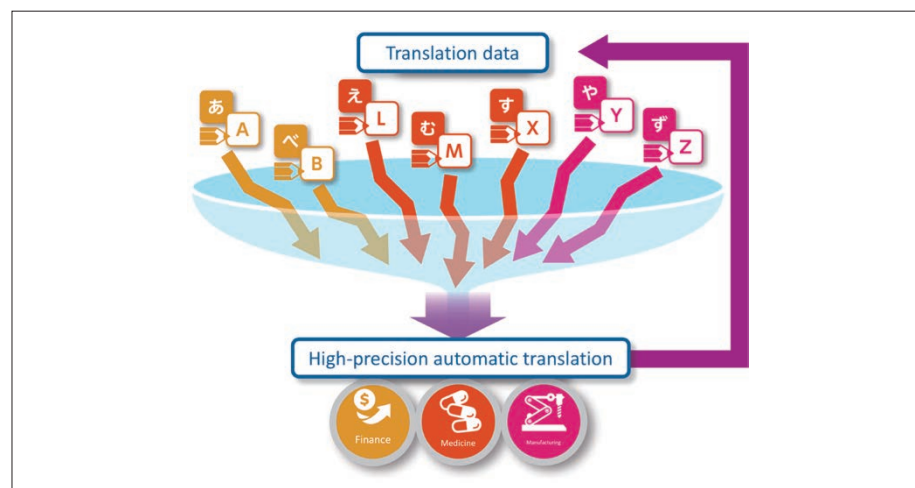 Translation data
あ
A
べ
B
え
L
む
M
す
X
や
Y
ず
Z
High-precision automatic translation
$
Finance
Medicine
Manufacturing